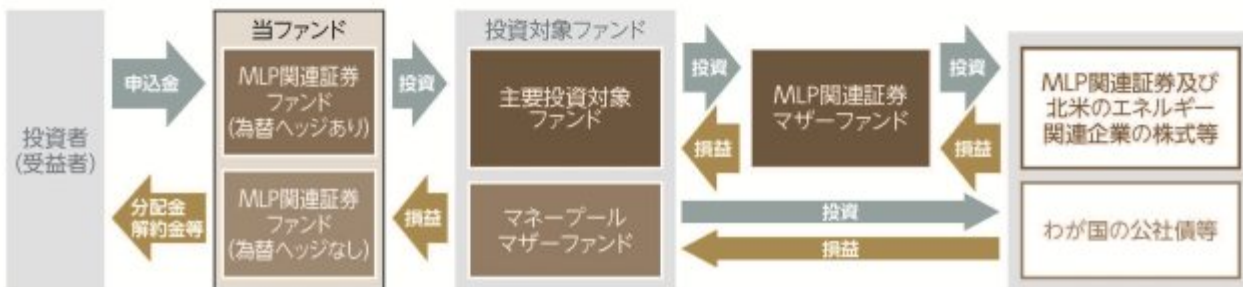 投資者
(受益者)
申込金
分配金
解約金等
当ファンド
MLP関連証券
ファンド
(為替ヘッジあり)
MLP関連証券
ファンド
(為替ヘッジなし)
投資
損益
投資対象ファンド
主要投資対象
ファンド
マネープール
マザーファンド
投資
損益
MLP関連証券
マザーファンド
投資
損益
投資
損益
MLP関連証券及び
北米のエネルギー
関連企業の株式等
わが国の公社債等